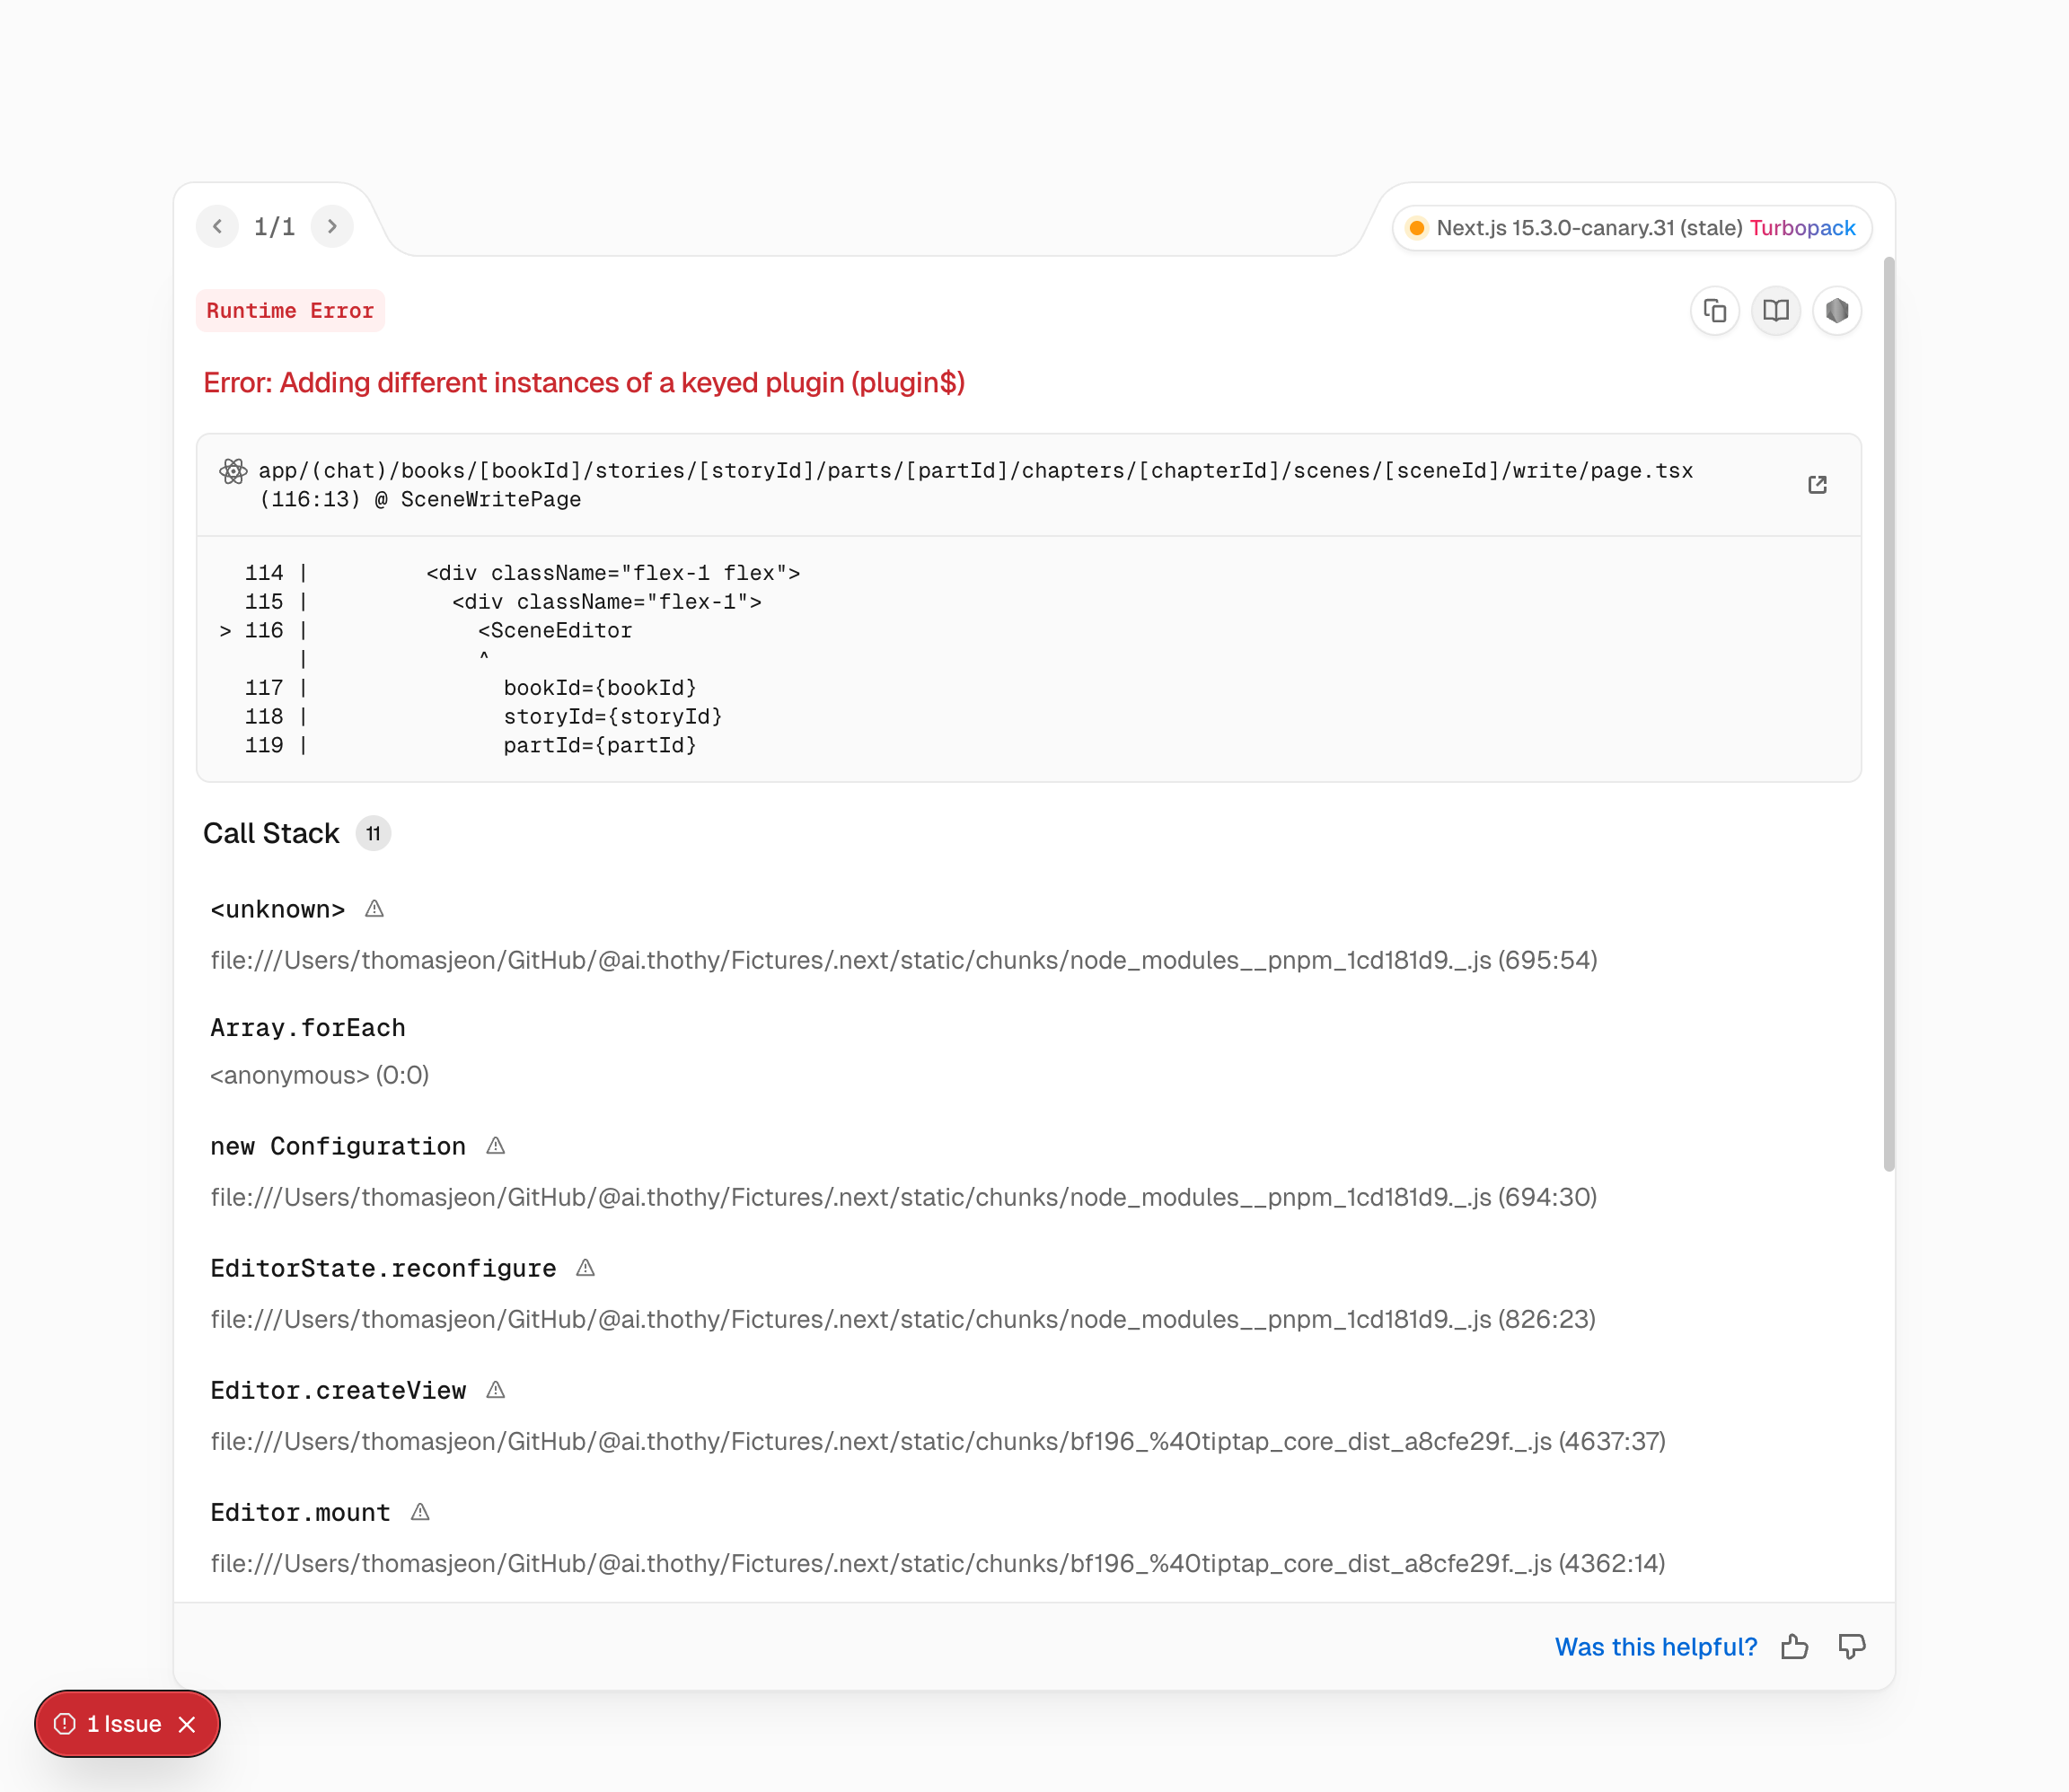 1/1
Next.js 15.3.0-canary.31 (stale) Turbopack
Runtime Error
Error: Adding different instances of a keyed plugin (plugin$)
app/(chat)/books/[bookId]/stories/[storyId]/parts/[partId]/chapters/[chapterId]/scenes/[sceneId]/write/page.tsx
(116:13) @ SceneWritePage
114 |         <div className="flex-1 flex">
115 |           <div className="flex-1">
> 116 |             <SceneEditor
|             ^
117 |               bookId={bookId}
118 |               storyId={storyId}
119 |               partId={partId}
Call Stack 11
<unknown>
file:///Users/thomasjeon/GitHub/@ai.thothy/Fictures/.next/static/chunks/node_modules__pnpm_1cd181d9._.js (695:54)
Array.forEach
<anonymous> (0:0)
new Configuration
file:///Users/thomasjeon/GitHub/@ai.thothy/Fictures/.next/static/chunks/node_modules__pnpm_1cd181d9._.js (694:30)
EditorState.reconfigure
file:///Users/thomasjeon/GitHub/@ai.thothy/Fictures/.next/static/chunks/node_modules__pnpm_1cd181d9._.js (826:23)
Editor.createView
file:///Users/thomasjeon/GitHub/@ai.thothy/Fictures/.next/static/chunks/bf196_%40tiptap_core_dist_a8cfe29f._.js (4637:37)
Editor.mount
file:///Users/thomasjeon/GitHub/@ai.thothy/Fictures/.next/static/chunks/bf196_%40tiptap_core_dist_a8cfe29f._.js (4362:14)
Was this helpful?
1 Issue